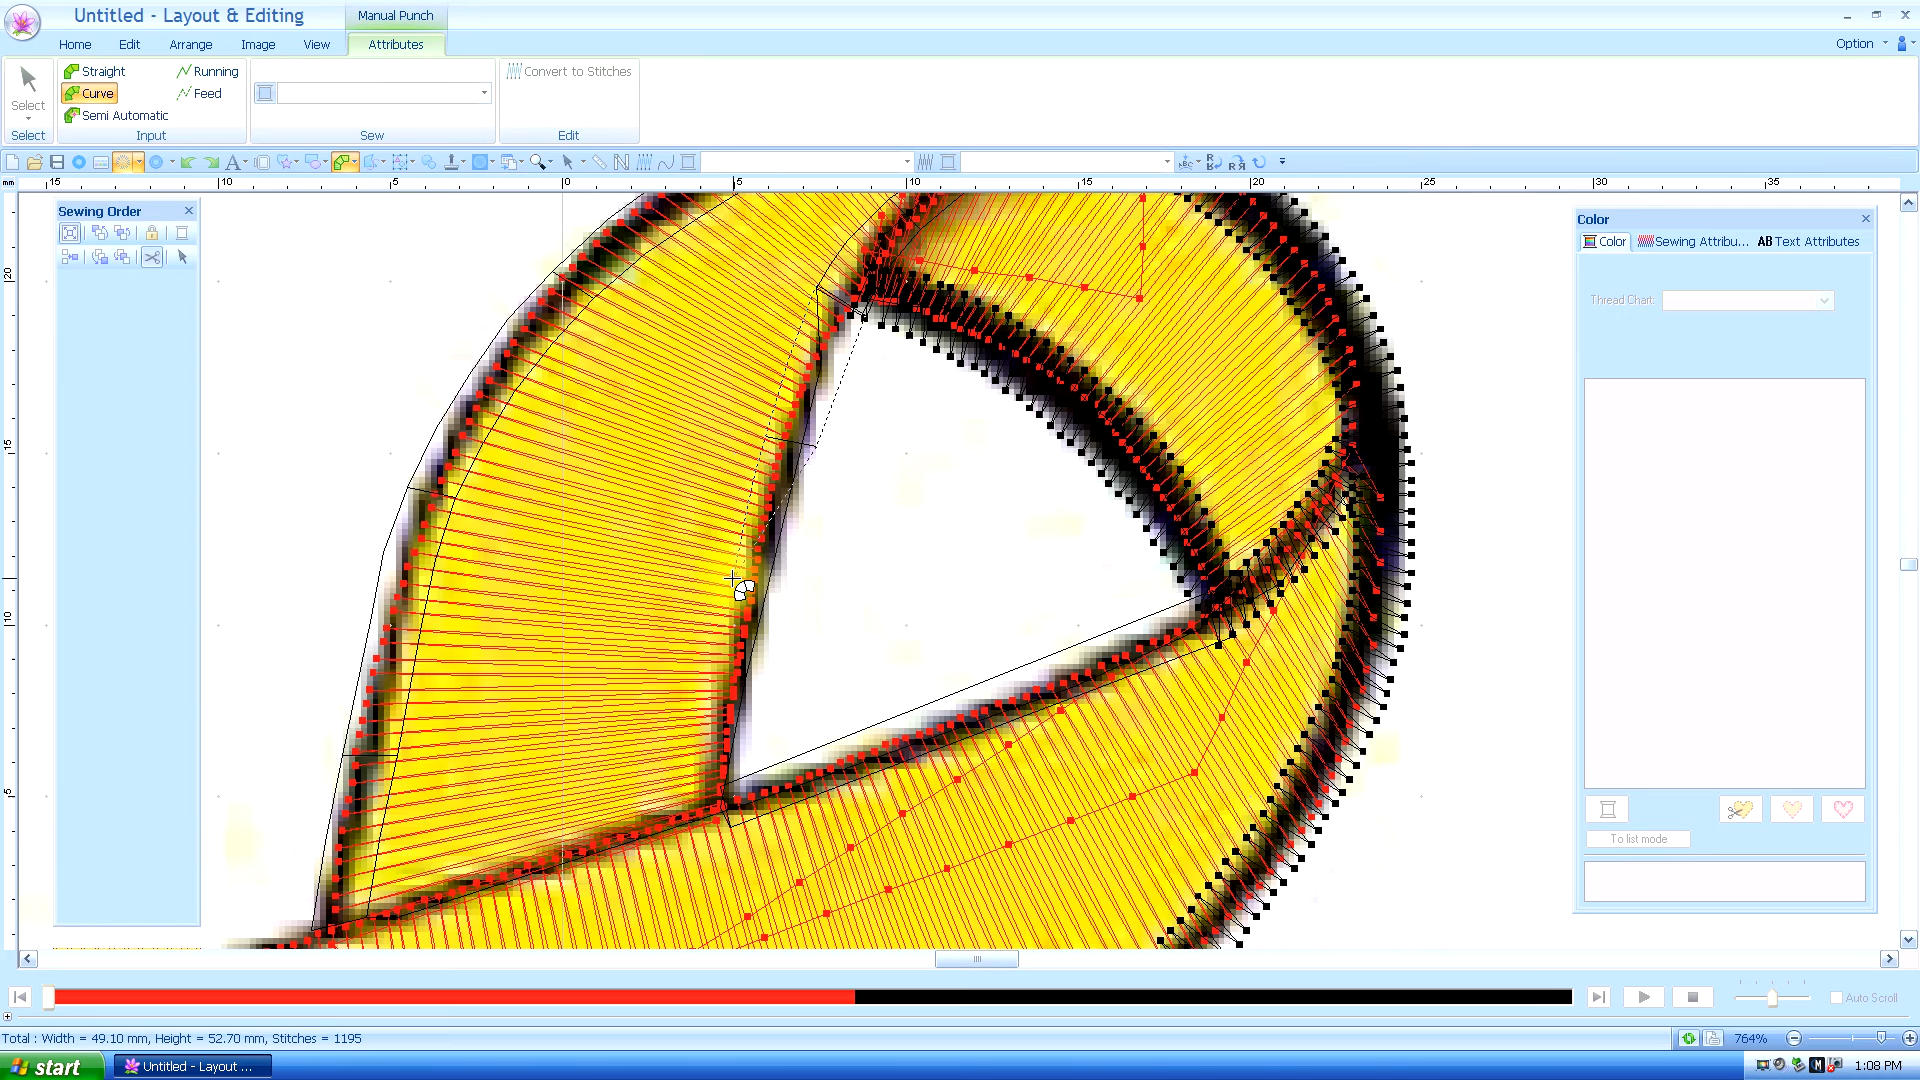 Untitled - Layout & Editing
Manual Punch
Home Edit Arrange Image View Attributes
Option
Select
Select
Straight
Curve
Semi Automatic
Running
Feed
Input
Sew
Convert to Stitches
Edit
mm 15 10 5 0 5 10 15 20 25 30 35
20
15
10
5
Sewing Order
Color
Color Sewing Attribu... AB Text Attributes
Thread Chart:
To list mode
Auto Scroll
Total : Width = 49.10 mm, Height = 52.70 mm, Stitches = 1195
764%
start
Untitled - Layout ...
1:08 PM